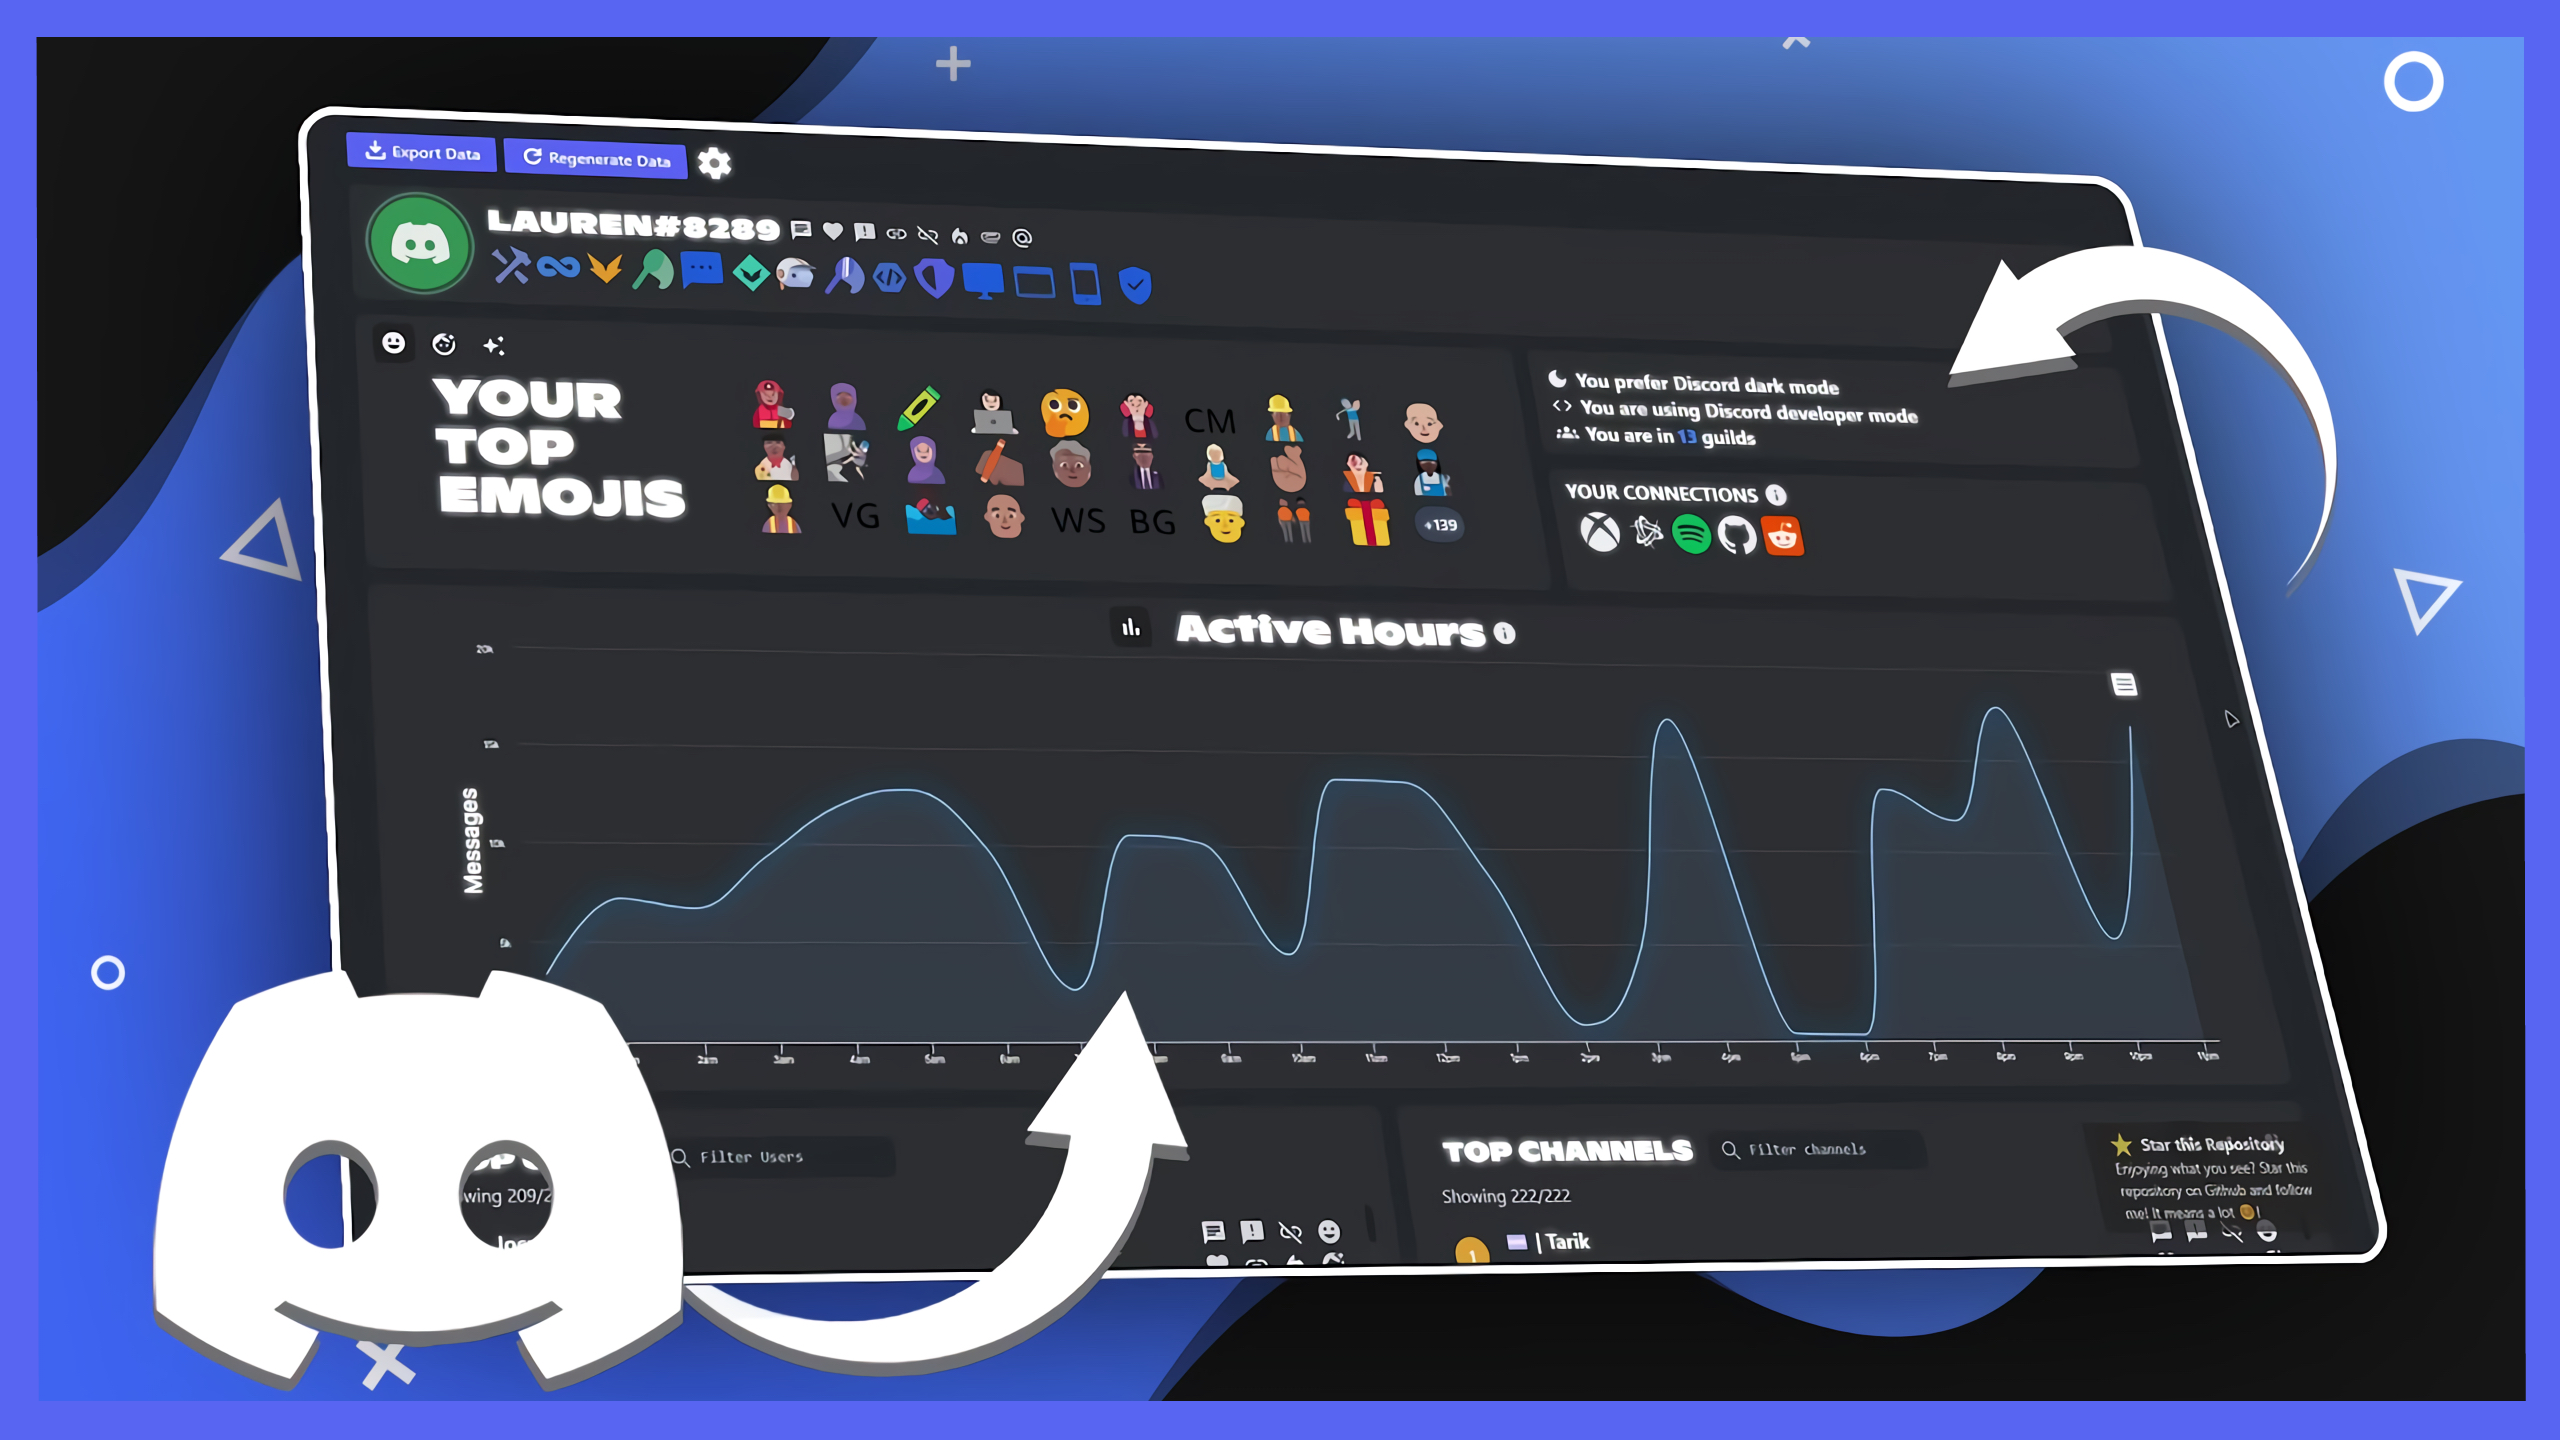 Export Data
Regenerate Data
LAUREN#8289
YOUR
TOP
EMOJIS
CM
VG
WS
BG
+139
You prefer Discord dark mode
You are using Discord developer mode
You are in 13 guilds
YOUR CONNECTIONS
Active Hours
Messages
20k
2am
3am
4am
5am
6am
9am
10am
11am
12pm
1pm
2pm
3pm
4pm
5pm
6pm
7pm
8pm
9pm
10pm
11pm
wing 209/2
Filter Users
TOP CHANNELS
Filter channels
Showing 222/222
1
| Tarik
Star this Repository
Enjoying what you see? Star this
repository on Github and follow
me! It means a lot
!